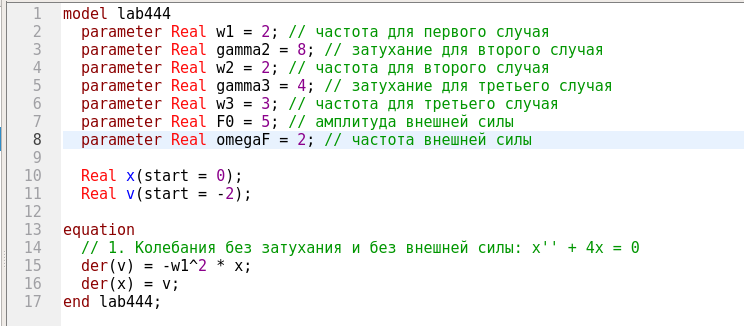 1 model lab444
2 parameter Real w1 = 2; // частота для первого случая
3 parameter Real gamma2 = 8; // затухание для второго случая
4 parameter Real w2 = 2; // частота для второго случая
5 parameter Real gamma3 = 4; // затухание для третьего случая
6 parameter Real w3 = 3; // частота для третьего случая
7 parameter Real F0 = 5; // амплитуда внешней силы
8 parameter Real omegaF = 2; // частота внешней силы
9
10 Real x(start = 0);
11 Real v(start = -2);
12
13 equation
14 // 1. Колебания без затухания и без внешней силы: x'' + 4x = 0
15 der(v) = -w1^2 * x;
16 der(x) = v;
17 end lab444;